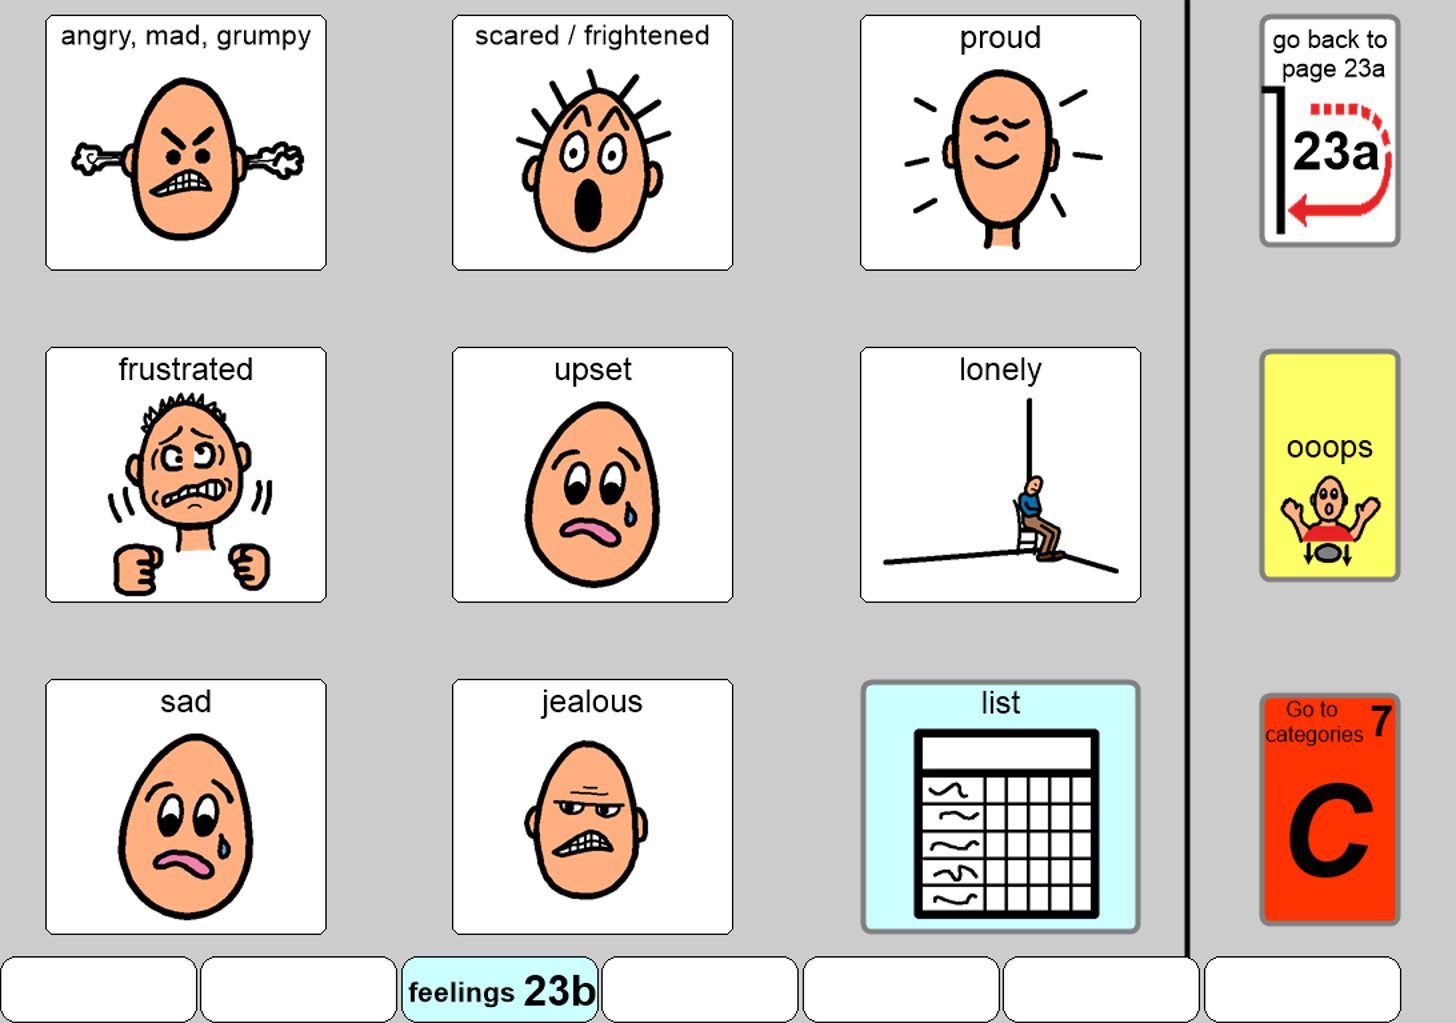 angry, mad, grumpy
scared / frightened
proud
go back to
page 23a
23a
frustrated
upset
lonely
ooops
sad
jealous
list
Go to
categories 7
C
feelings 23b